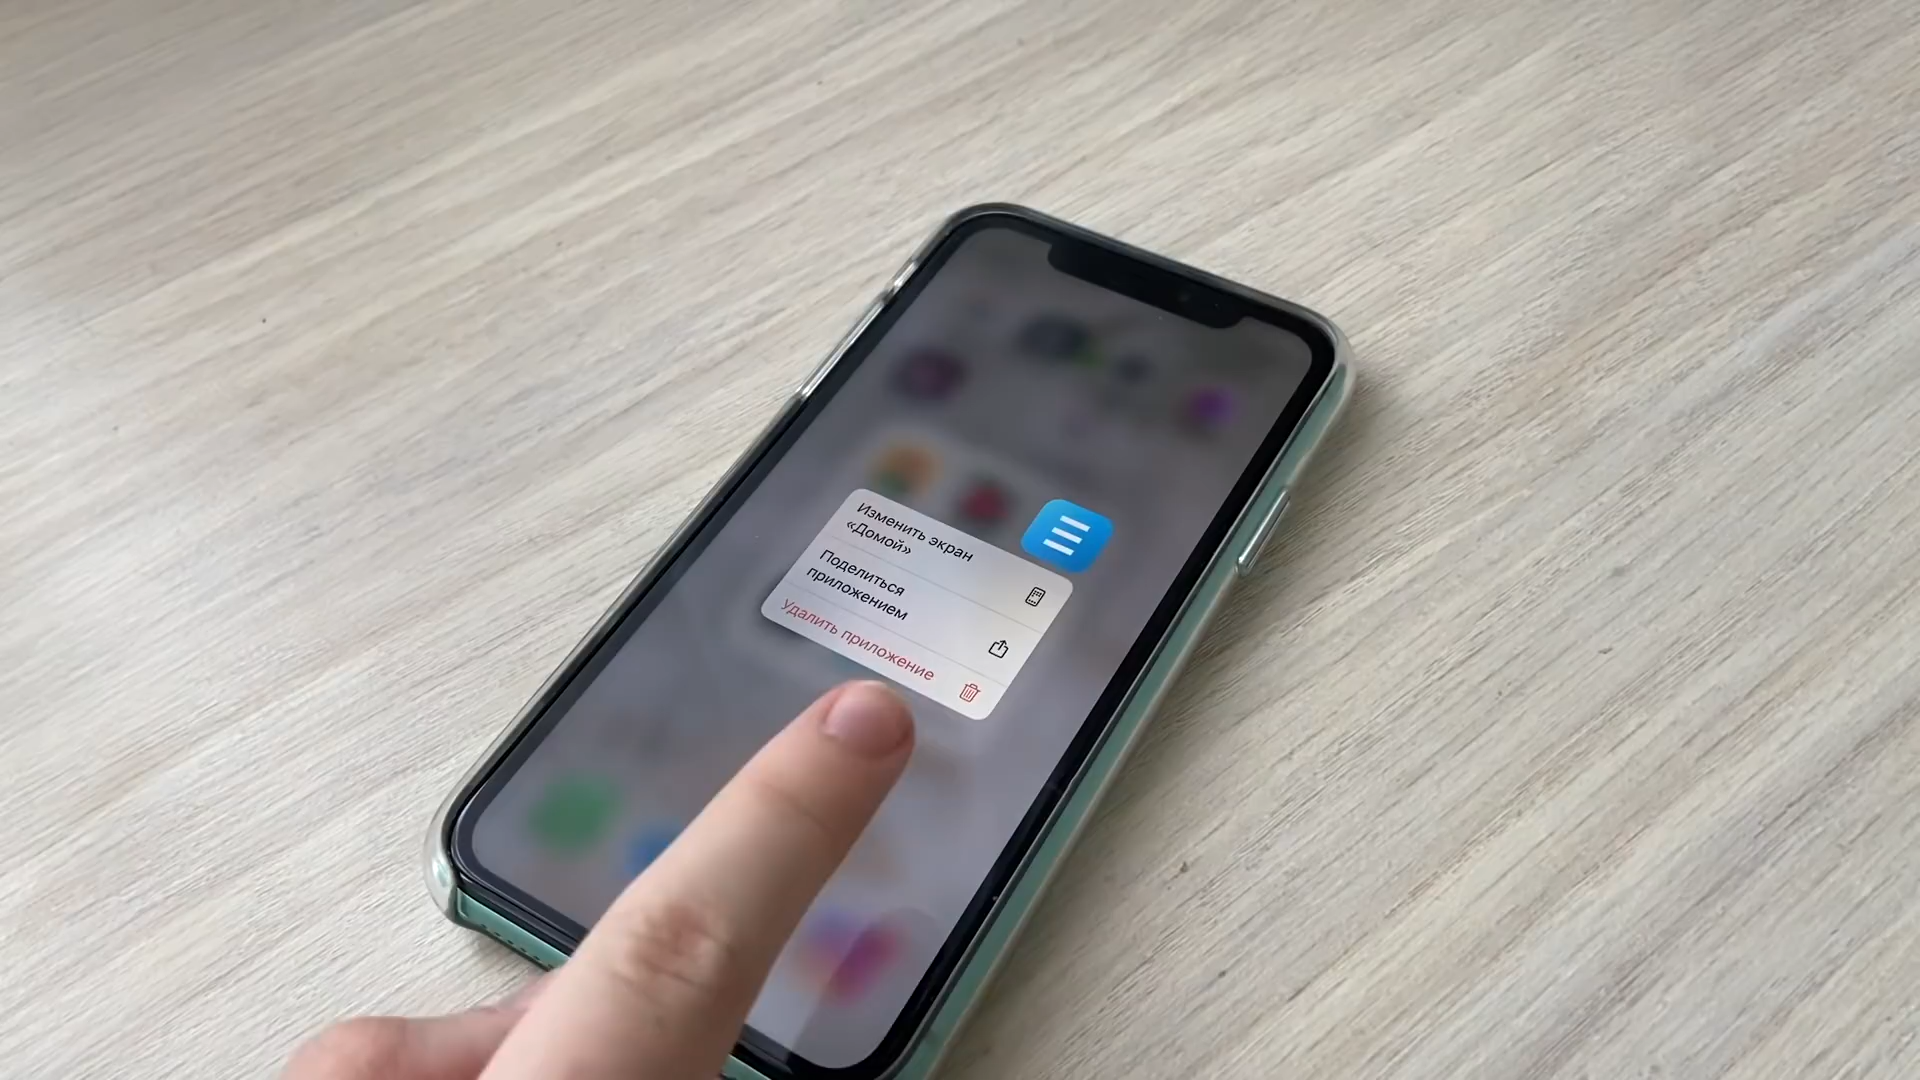 Изменить экран
«Домой»
Поделиться
приложением
Удалить приложение